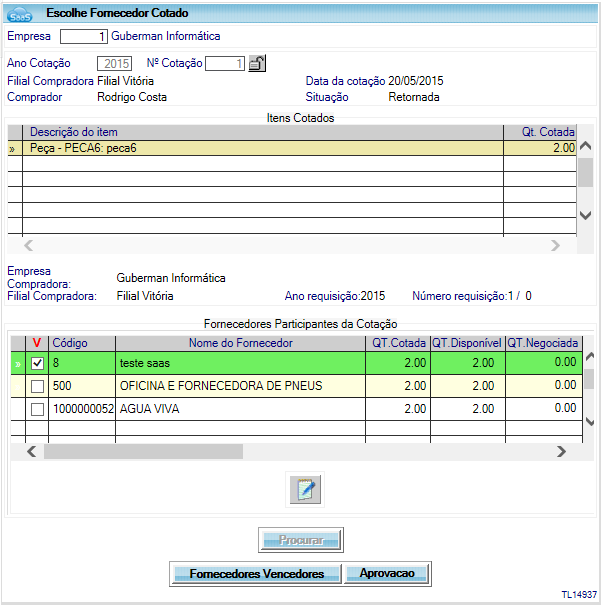 SaaS Escolhe Fornecedor Cotado
Empresa 1 Guberman Informática
Ano Cotação 2015 Nº Cotação 1
Filial Compradora Filial Vitória Data da cotação 20/05/2015
Comprador Rodrigo Costa Situação Retornada
Itens Cotados
Descrição do item Qt. Cotada
» Peça - PECA6: peca6 2.00
Empresa
Compradora: Guberman Informática
Filial Compradora: Filial Vitória Ano requisição:2015 Número requisição:1 / 0
Fornecedores Participantes da Cotação
V Código Nome do Fornecedor QT.Cotada QT.Disponível QT.Negociada
» 8 teste saas 2.00 2.00 0.00
500 OFICINA E FORNECEDORA DE PNEUS 2.00 2.00 0.00
1000000052 AGUA VIVA 2.00 2.00 0.00
Procurar
Fornecedores Vencedores Aprovacao
TL14937